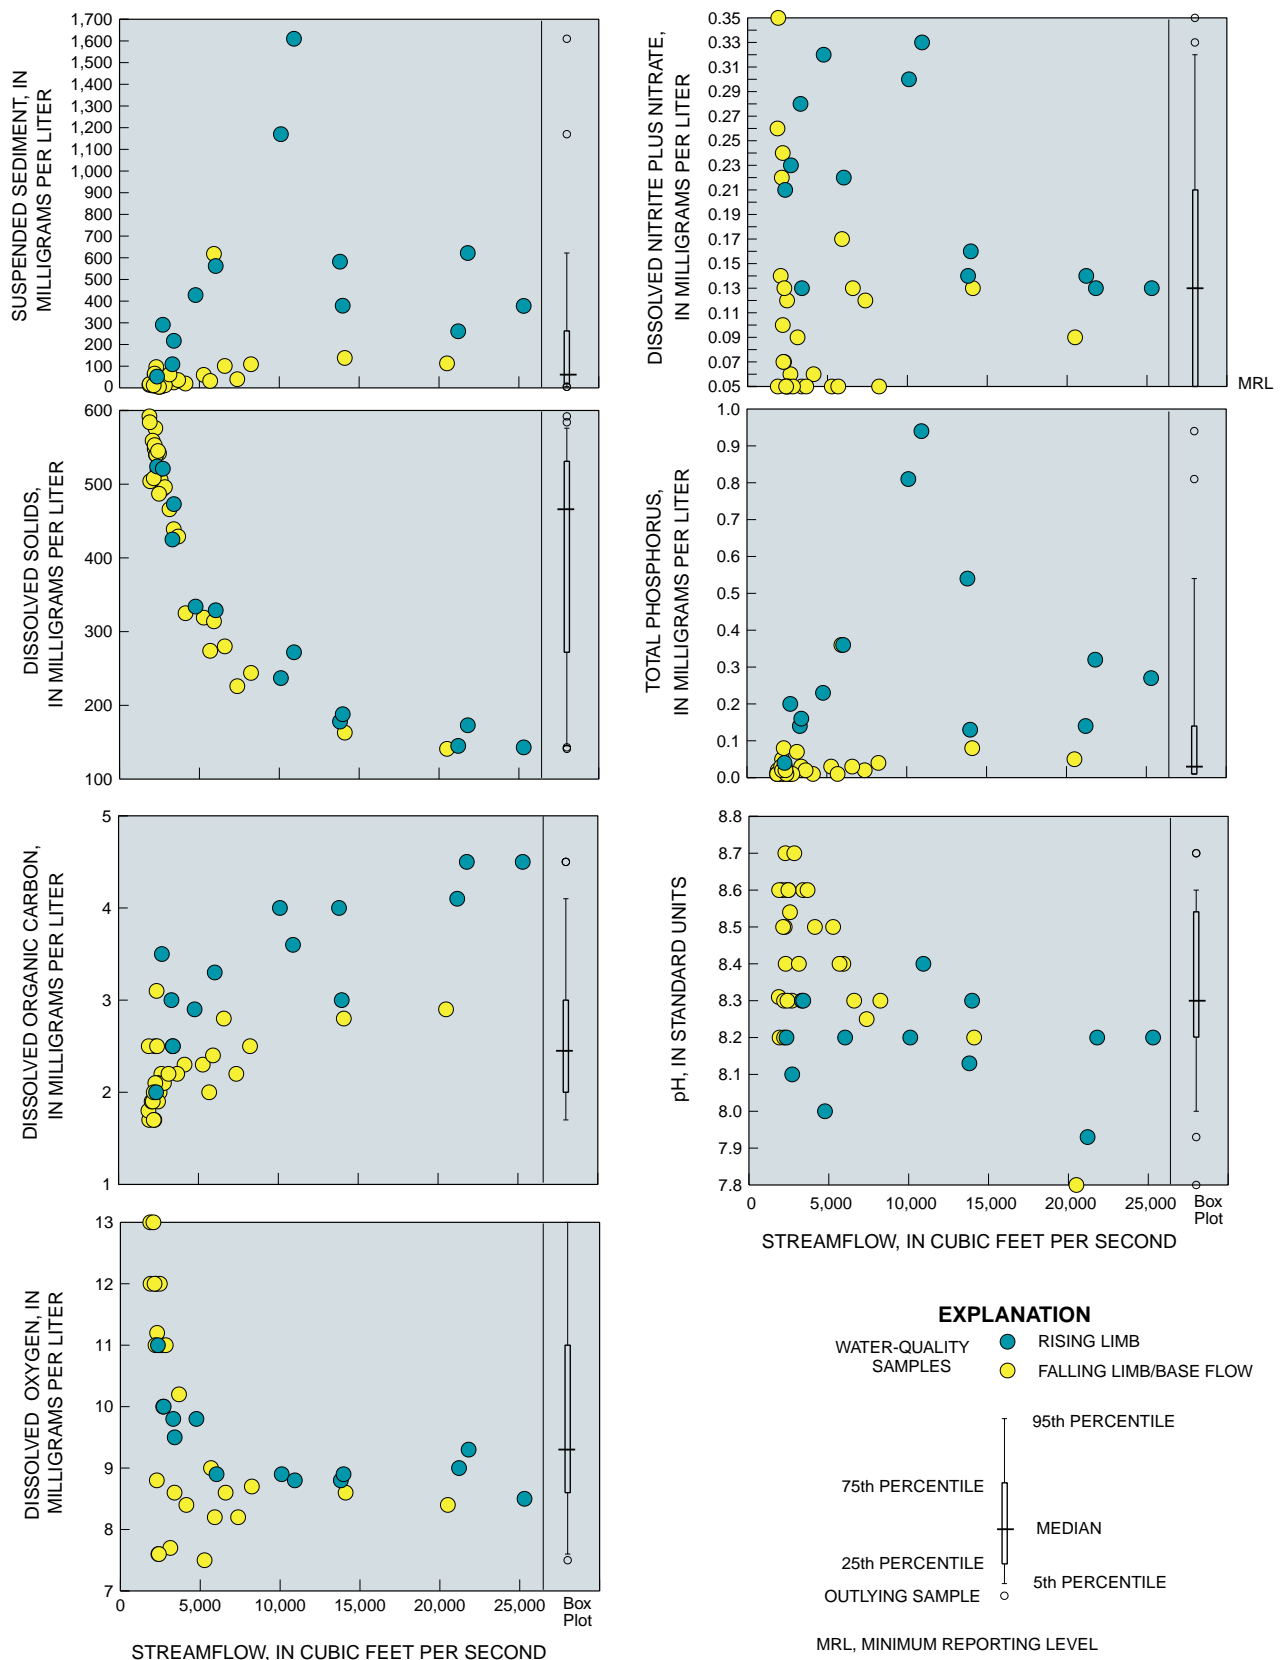 SUSPENDED SEDIMENT, IN
MILLIGRAMS PER LITER
1,700
1,600
1,500
1,400
1,300
1,200
1,100
1,000
900
800
700
600
500
400
300
200
100
0
DISSOLVED NITRITE PLUS NITRATE,
IN MILLIGRAMS PER LITER
0.35
0.33
0.31
0.29
0.27
0.25
0.23
0.21
0.19
0.17
0.15
0.13
0.11
0.09
0.07
0.05
MRL
DISSOLVED SOLIDS,
IN MILLIGRAMS PER LITER
600
500
400
300
200
100
TOTAL PHOSPHORUS,
IN MILLIGRAMS PER LITER
1.0
0.9
0.8
0.7
0.6
0.5
0.4
0.3
0.2
0.1
0.0
DISSOLVED ORGANIC CARBON,
IN MILLIGRAMS PER LITER
5
4
3
2
1
pH, IN STANDARD UNITS
8.8
8.7
8.6
8.5
8.4
8.3
8.2
8.1
8.0
7.9
7.8
0 5,000 10,000 15,000 20,000 25,000 Box
Plot
STREAMFLOW, IN CUBIC FEET PER SECOND
DISSOLVED OXYGEN, IN
MILLIGRAMS PER LITER
13
12
11
10
9
8
7
0 5,000 10,000 15,000 20,000 25,000 Box
Plot
STREAMFLOW, IN CUBIC FEET PER SECOND
EXPLANATION
WATER-QUALITY
SAMPLES
RISING LIMB
FALLING LIMB/BASE FLOW
95th PERCENTILE
75th PERCENTILE
MEDIAN
25th PERCENTILE
5th PERCENTILE
OUTLYING SAMPLE
MRL, MINIMUM REPORTING LEVEL